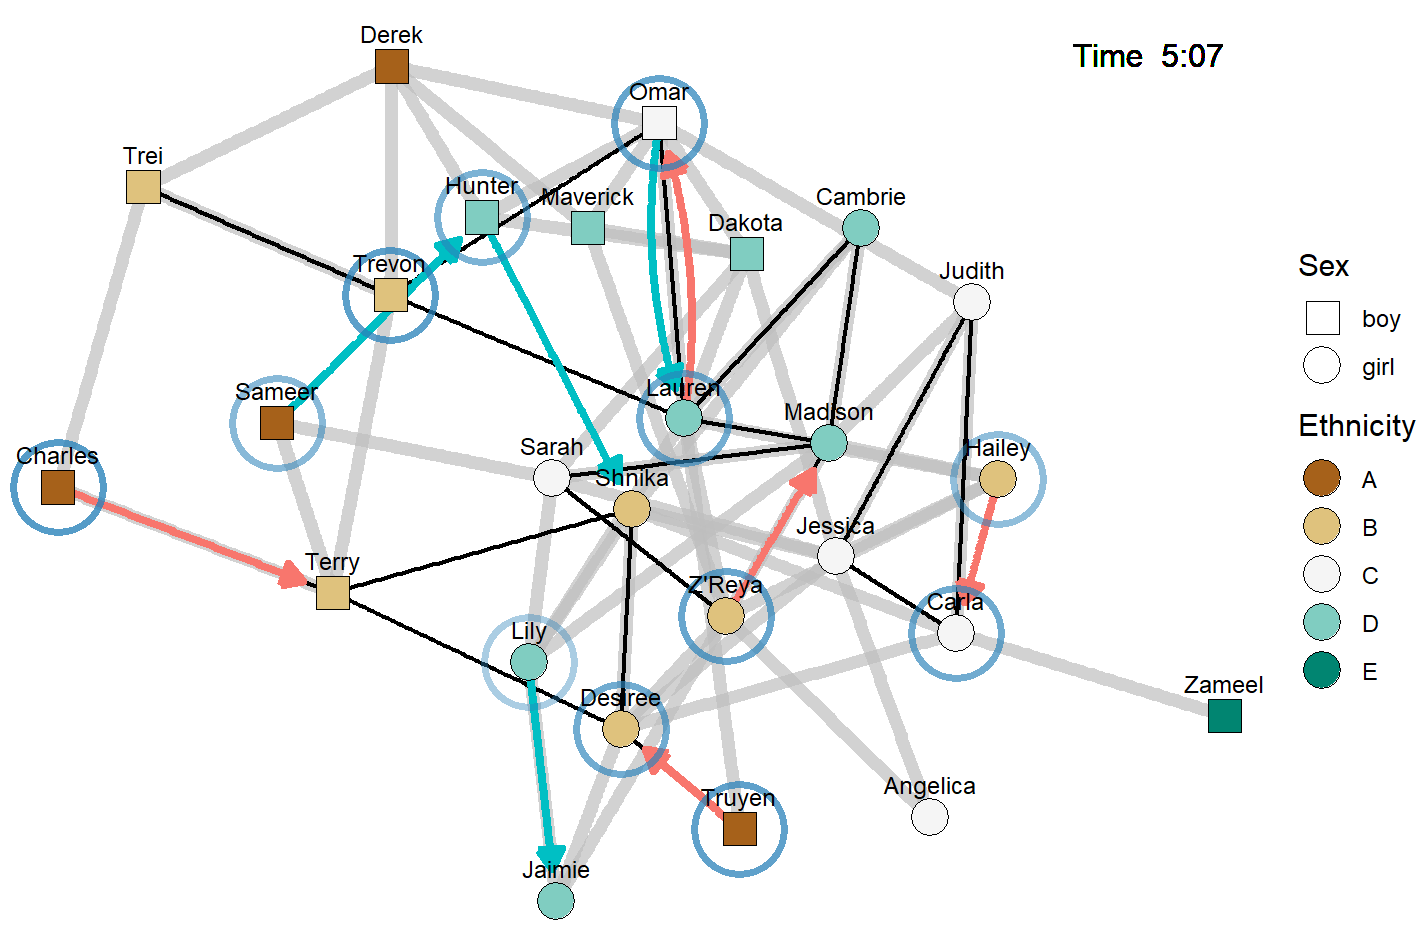 Derek
Time 5:07
Omar
Trei
Hunter
Maverick
Cambrie
Dakota
Trevon
Judith
Sex
boy
girl
Sameer
Lauren
Madison
Ethnicity
Charles
Sarah
Hailey
Shnika
A
B
Jessica
Terry
Z'Reya
C
Carla
Lily
D
Desiree
E
Zameel
Truyen
Angelica
Jaimie